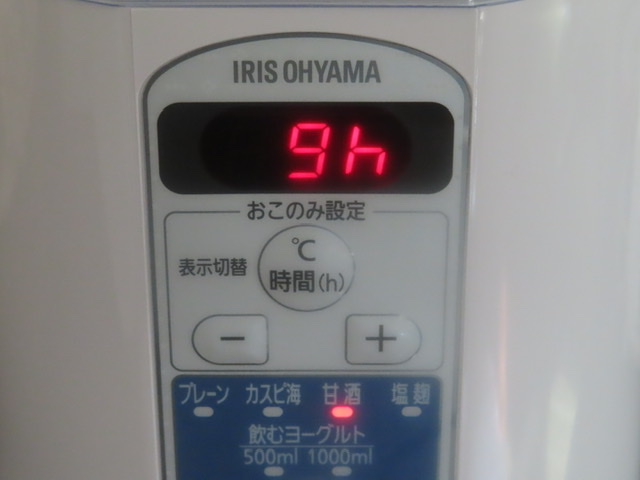 IRIS OHYAMA
9h
おこのみ設定
表示切替
℃
時間(h)
− +
プレーン カスピ海 甘酒 塩麹
飲むヨーグルト
500ml 1000ml